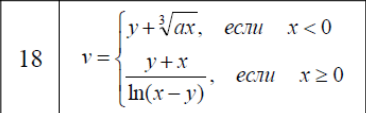 18
v = { y + ∛ax, если x < 0
(y + x) / ln(x − y), если x ≥ 0